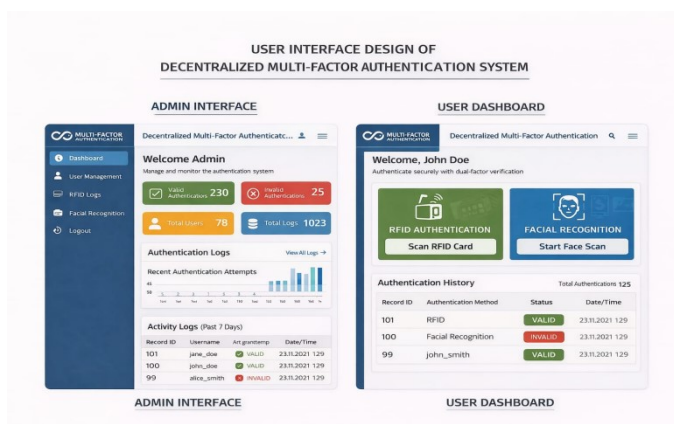 USER INTERFACE DESIGN OF
DECENTRALIZED MULTI-FACTOR AUTHENTICATION SYSTEM
ADMIN INTERFACE
MULTI-FACTOR
AUTHENTICATION
Decentralized Multi-Factor Authenticatc...
Dashboard
User Management
RFID Logs
Facial Recognition
Logout
Welcome Admin
Manage and monitor the authentication system
Valid
Authentications 230
Invalid
Authentications 25
Total Users 78
Total Logs 1023
Authentication Logs
View All Logs →
Recent Authentication Attempts
Activity Logs (Past 7 Days)
Record ID Username Art grantstemp Date/Time
101 jane_doe VALID 23.11.2021 129
100 john_doe VALID 23.11.2021 129
99 alice_smith INVALID 23.11.2021 129
ADMIN INTERFACE
USER DASHBOARD
MULTI-FACTOR
AUTHENTICATION
Decentralized Multi-Factor Authentication
Welcome, John Doe
Authenticate securely with dual-factor verification
RFID
AUTHENTICATION
Scan RFID Card
FACIAL
RECOGNITION
Start Face Scan
Authentication History
Total Authentications 125
Record ID Authentication Method Status Date/Time
101 RFID VALID 23.11.2021 129
100 Facial Recognition INVALID 23.11.2021 129
99 john_smith VALID 23.11.2021 129
USER DASHBOARD